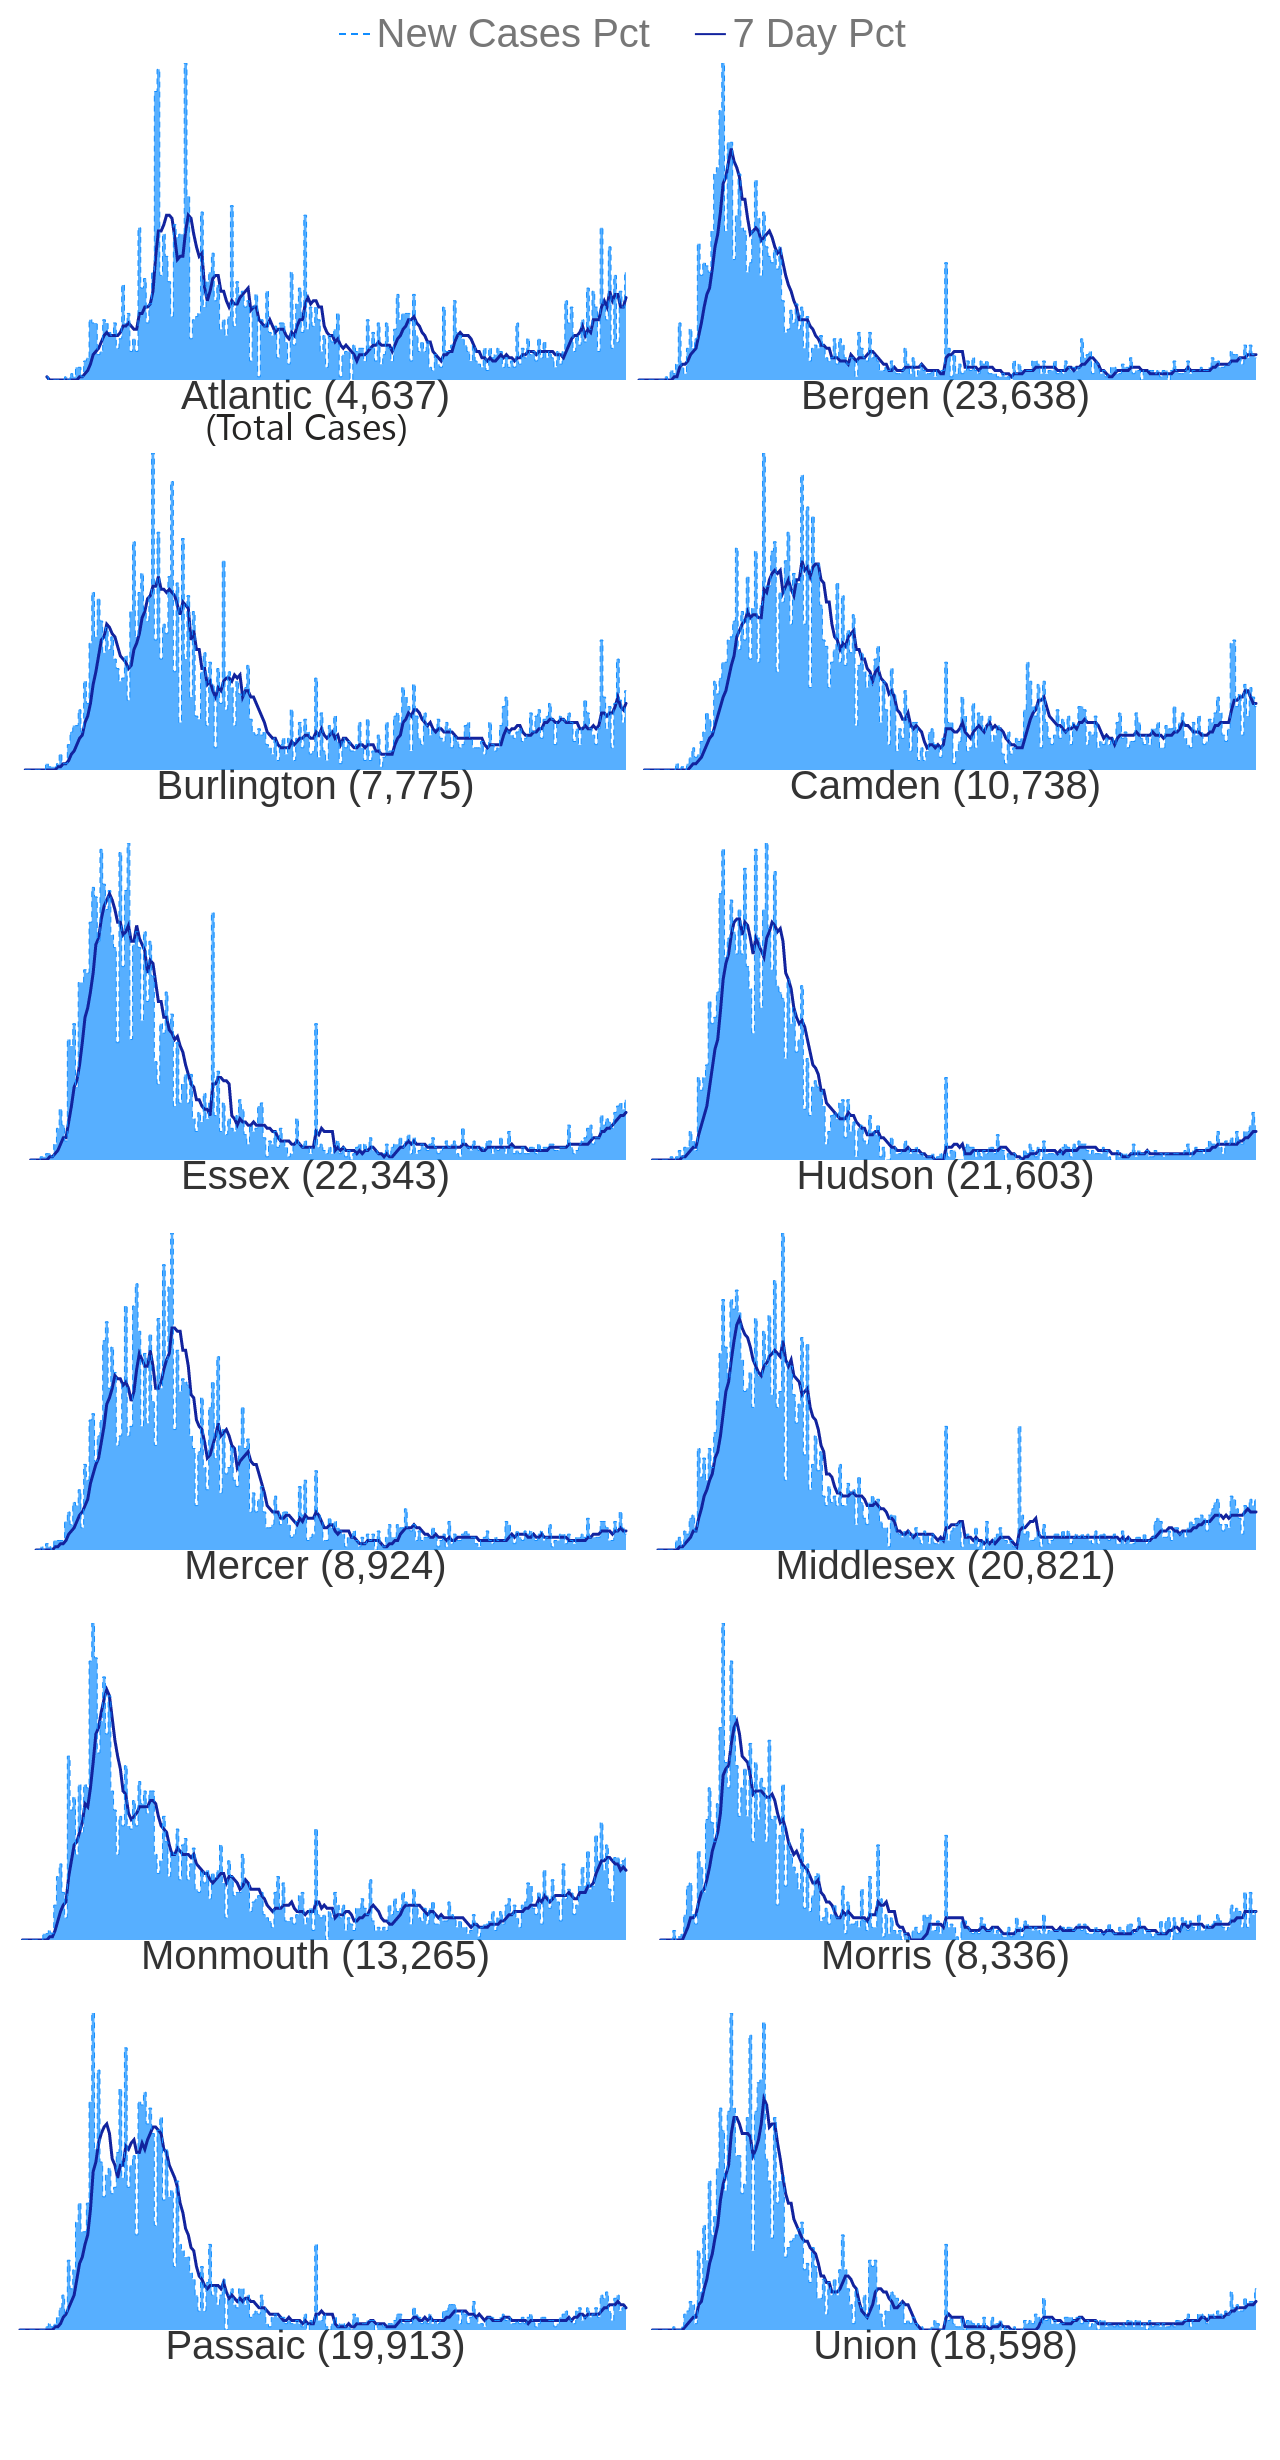 New Cases Pct 7 Day Pct
Atlantic (4,637) Bergen (23,638)
(Total Cases)
Burlington (7,775) Camden (10,738)
Essex (22,343) Hudson (21,603)
Mercer (8,924) Middlesex (20,821)
Monmouth (13,265) Morris (8,336)
Passaic (19,913) Union (18,598)